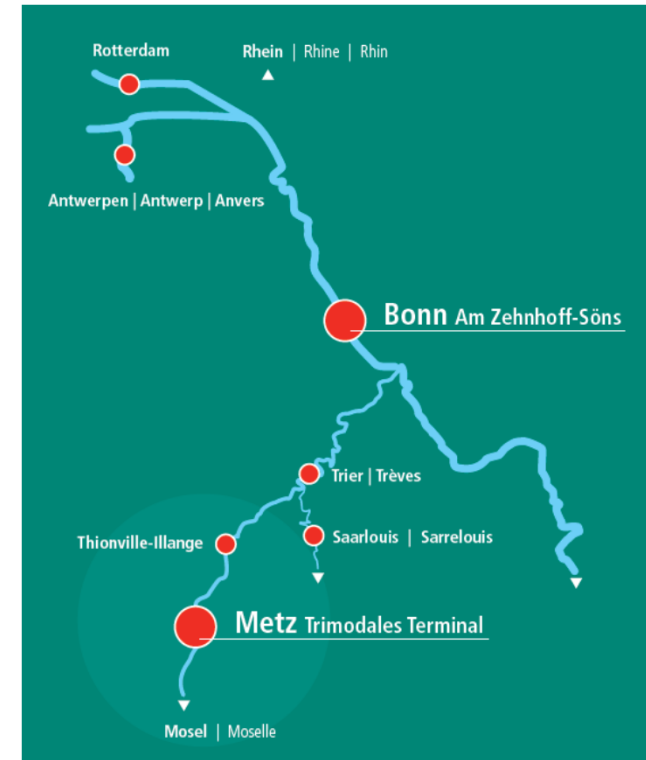 Rotterdam
Rhein | Rhine | Rhin
Antwerpen | Antwerp | Anvers
Bonn Am Zehnhoff-Söns
Trier | Trèves
Thionville-Illange
Saarlouis | Sarrelouis
Metz Trimodales Terminal
Mosel | Moselle